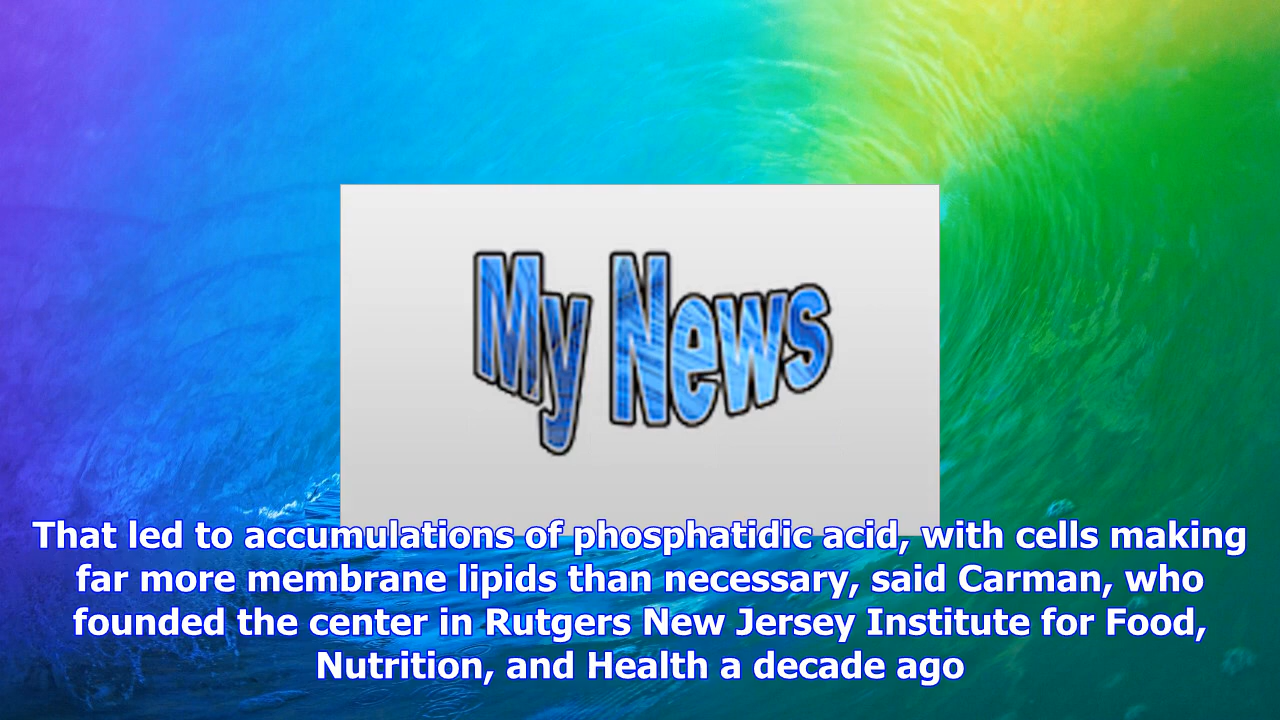 My News
That led to accumulations of phosphatidic acid, with cells making
far more membrane lipids than necessary, said Carman, who
founded the center in Rutgers New Jersey Institute for Food,
Nutrition, and Health a decade ago